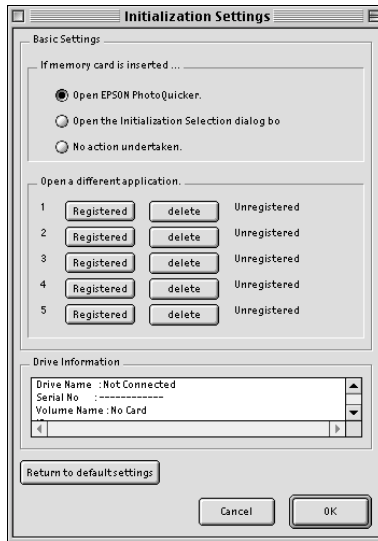 Initialization Settings
Basic Settings
If memory card is inserted ...
Open EPSON PhotoQuicker.
Open the Initialization Selection dialog bo
No action undertaken.
Open a different application.
1 Registered delete Unregistered
2 Registered delete Unregistered
3 Registered delete Unregistered
4 Registered delete Unregistered
5 Registered delete Unregistered
Drive Information
Drive Name :Not Connected
Serial No :------------
Volume Name :No Card
Return to default settings
Cancel OK